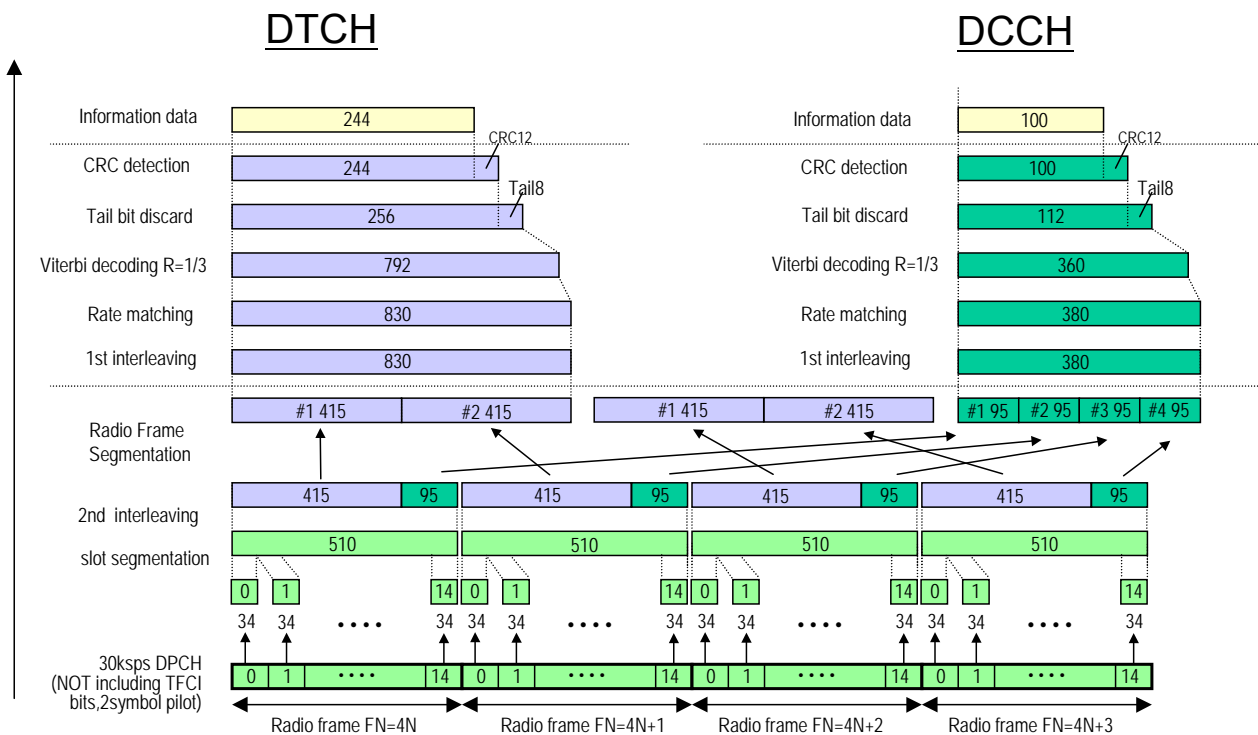 DTCH DCCH
Information data 244 Information data 100
CRC12 CRC12
CRC detection 244 CRC detection 100
Tail8 Tail8
Tail bit discard 256 Tail bit discard 112
Viterbi decoding R=1/3 792 Viterbi decoding R=1/3 360
Rate matching 830 Rate matching 380
1st interleaving 830 1st interleaving 380
#1 415 #2 415 #1 415 #2 415 #1 95 #2 95 #3 95 #4 95
Radio Frame
Segmentation
415 95 415 95 415 95 415 95
2nd interleaving
510 510 510 510
slot segmentation
0 1 14 0 1 14 0 1 14 0 1 14
34 34 •••• 34 34 34 •••• 34 34 34 •••• 34 34 34 •••• 34
30ksps DPCH
(NOT including TFCI
bits,2symbol pilot)
0 1 •••• 14 0 1 •••• 14 0 1 •••• 14 0 1 •••• 14
Radio frame FN=4N Radio frame FN=4N+1 Radio frame FN=4N+2 Radio frame FN=4N+3